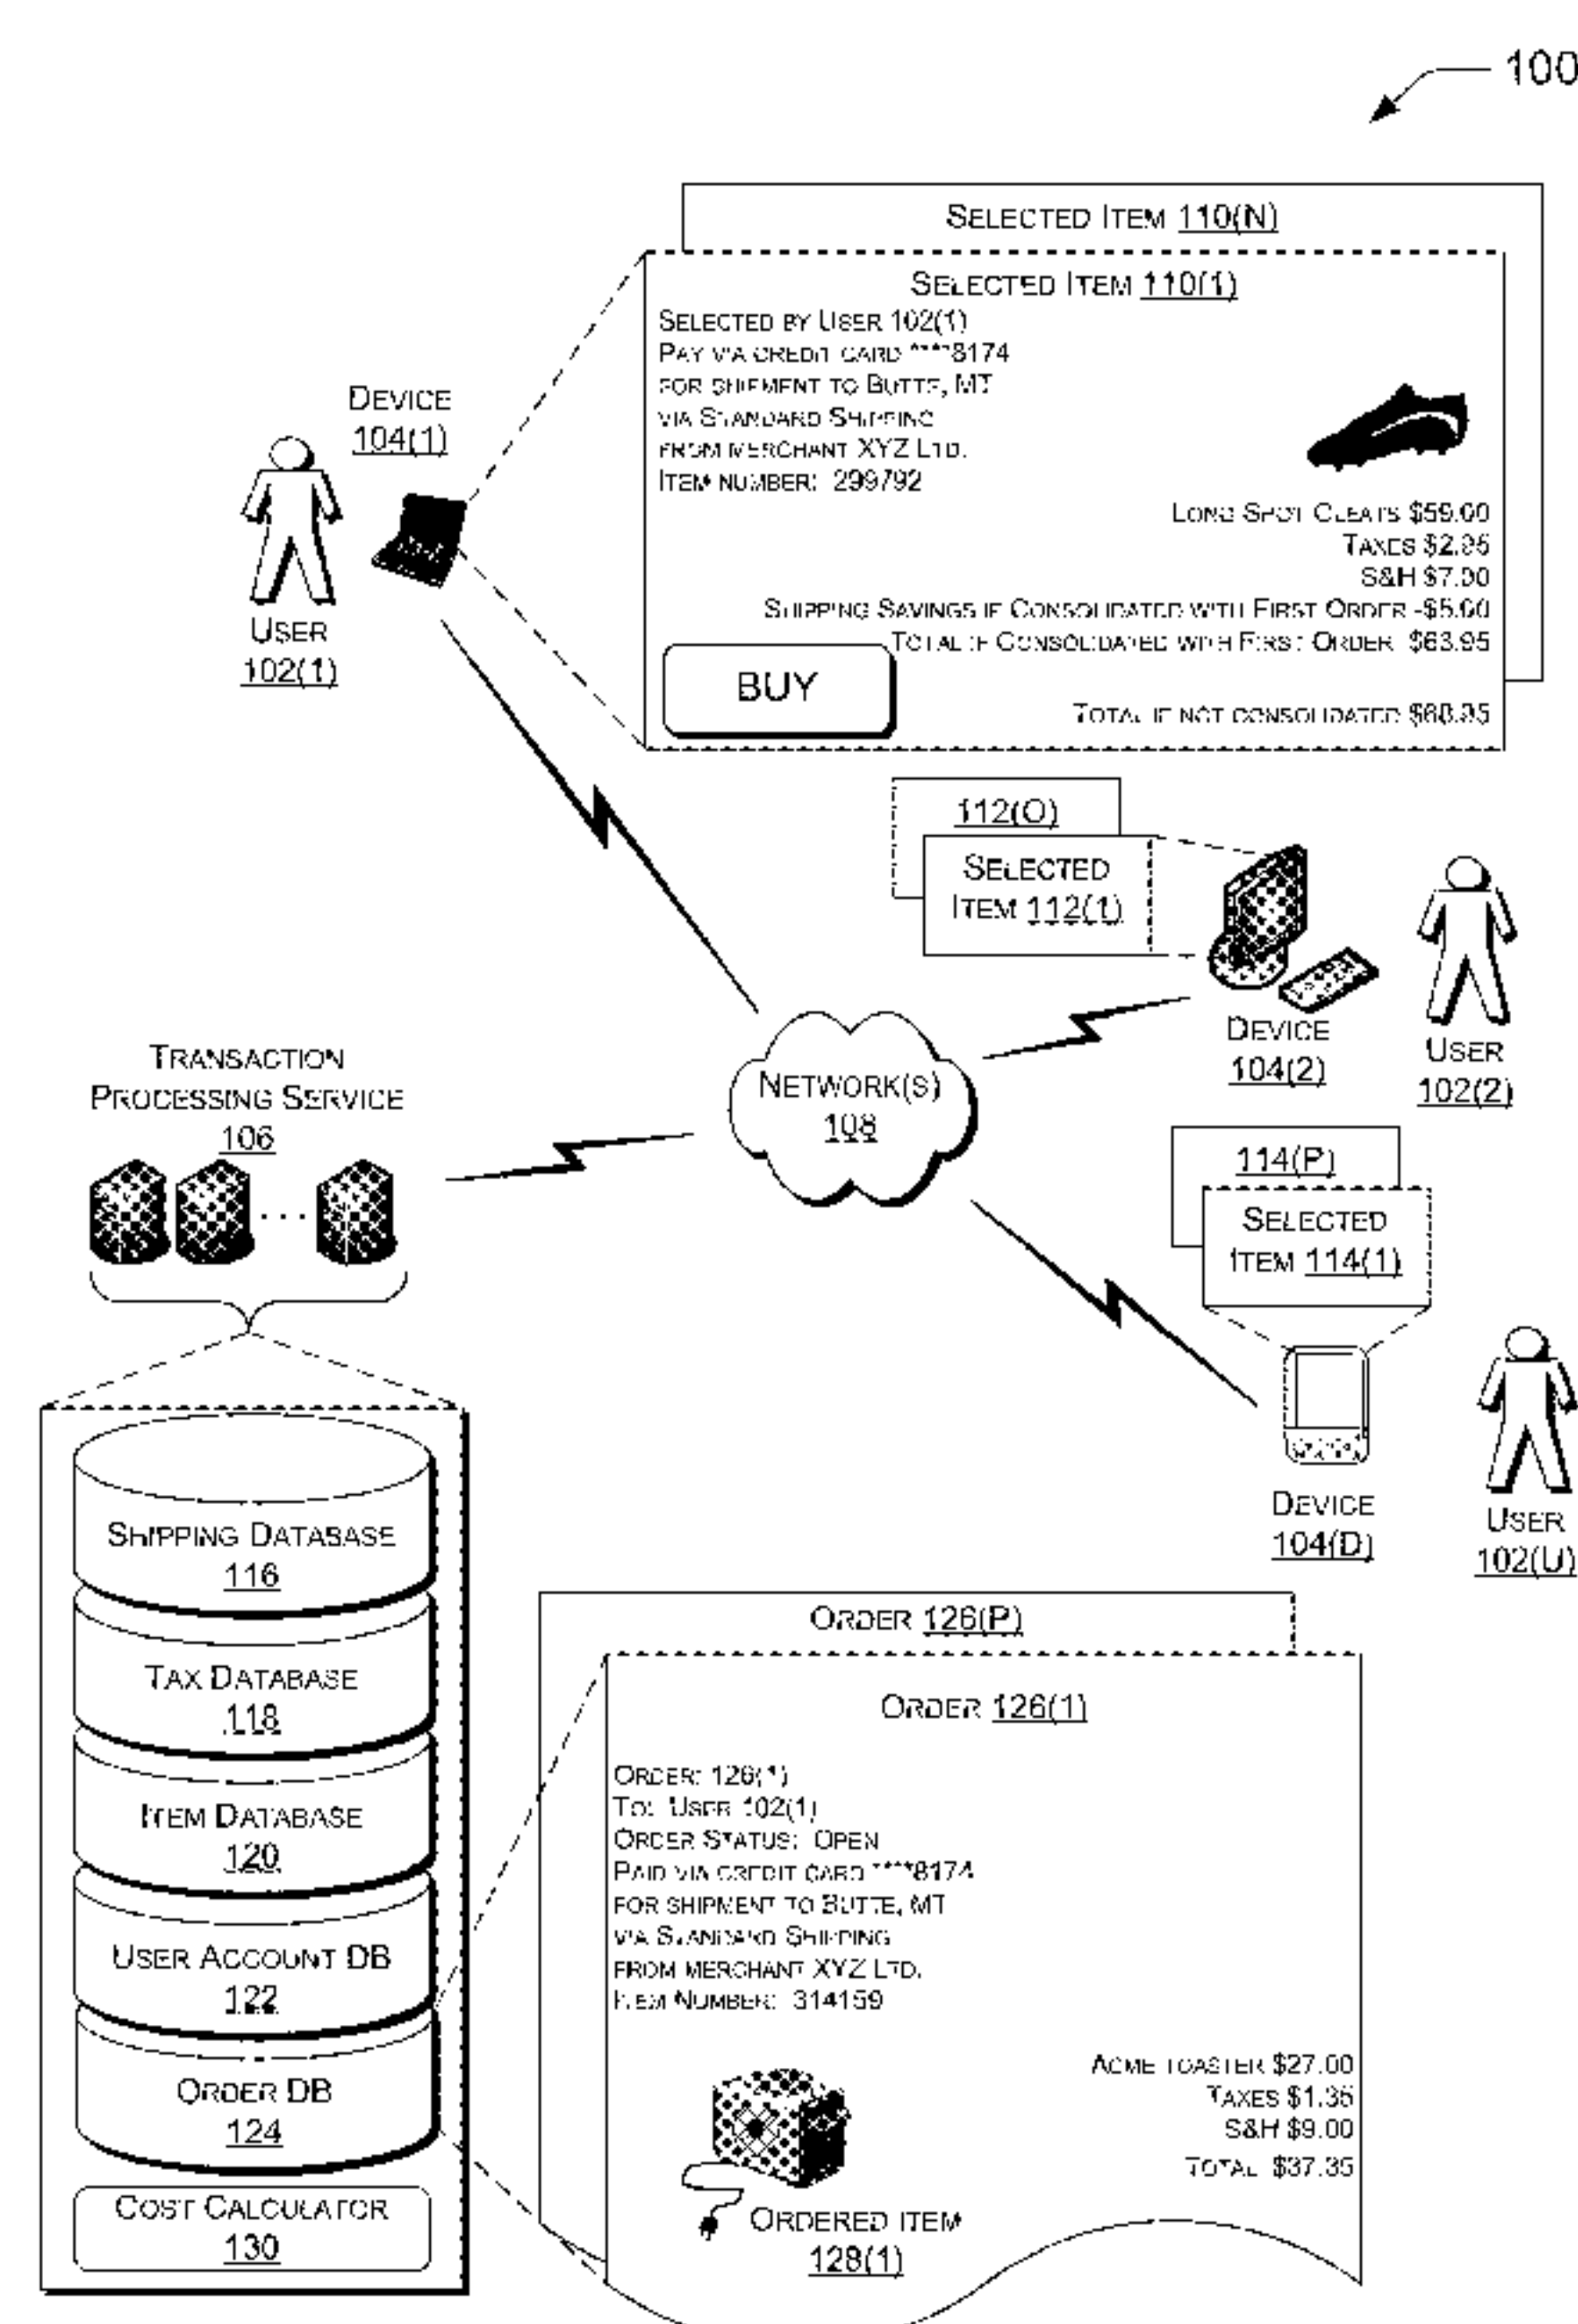 100
SELECTED ITEM 110(N)
SELECTED ITEM 110(1)
SELECTED BY USER 102(1)
PAY VIA CREDIT CARD ****8174
FOR SHIPMENT TO BUTTE, MT
VIA STANDARD SHIPPING
FROM MERCHANT XYZ LTD.
ITEM NUMBER: 299792
LONG SPOT CLEATS $59.00
TAXES $2.95
S&H $7.00
SHIPPING SAVINGS IF CONSOLIDATED WITH FIRST ORDER -$5.00
TOTAL IF CONSOLIDATED WITH FIRST ORDER $63.95
BUY
TOTAL IF NOT CONSOLIDATED $68.95
DEVICE
104(1)
USER
102(1)
112(O)
SELECTED
ITEM 112(1)
DEVICE
104(2)
USER
102(2)
TRANSACTION
PROCESSING SERVICE
106
NETWORK(S)
108
114(P)
SELECTED
ITEM 114(1)
DEVICE
104(D)
USER
102(U)
SHIPPING DATABASE
116
TAX DATABASE
118
ITEM DATABASE
120
USER ACCOUNT DB
122
ORDER DB
124
COST CALCULATOR
130
ORDER 126(P)
ORDER 126(1)
ORDER: 126(1)
TO: USER 102(1)
ORDER STATUS: OPEN
PAID VIA CREDIT CARD ****8174
FOR SHIPMENT TO BUTTE, MT
VIA STANDARD SHIPPING
FROM MERCHANT XYZ LTD.
ITEM NUMBER: 314159
ACME TOASTER $27.00
TAXES $1.35
S&H $9.00
TOTAL $37.35
ORDERED ITEM
128(1)